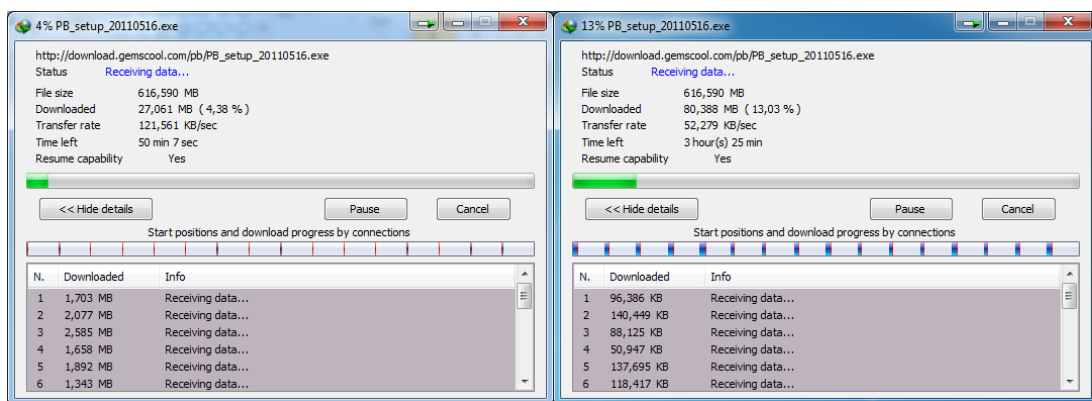 4% PB_setup_20110516.exe
http://download.gemscool.com/pb/PB_setup_20110516.exe
Status Receiving data...
File size 616,590 MB
Downloaded 27,061 MB ( 4,38 % )
Transfer rate 121,561 KB/sec
Time left 50 min 7 sec
Resume capability Yes
<< Hide details Pause Cancel
Start positions and download progress by connections
N. Downloaded Info
1 1,703 MB Receiving data...
2 2,077 MB Receiving data...
3 2,585 MB Receiving data...
4 1,658 MB Receiving data...
5 1,892 MB Receiving data...
6 1,343 MB Receiving data...
13% PB_setup_20110516.exe
http://download.gemscool.com/pb/PB_setup_20110516.exe
Status Receiving data...
File size 616,590 MB
Downloaded 80,388 MB ( 13,03 % )
Transfer rate 52,279 KB/sec
Time left 3 hour(s) 25 min
Resume capability Yes
<< Hide details Pause Cancel
Start positions and download progress by connections
N. Downloaded Info
1 96,386 KB Receiving data...
2 140,449 KB Receiving data...
3 88,125 KB Receiving data...
4 50,947 KB Receiving data...
5 137,695 KB Receiving data...
6 118,417 KB Receiving data...